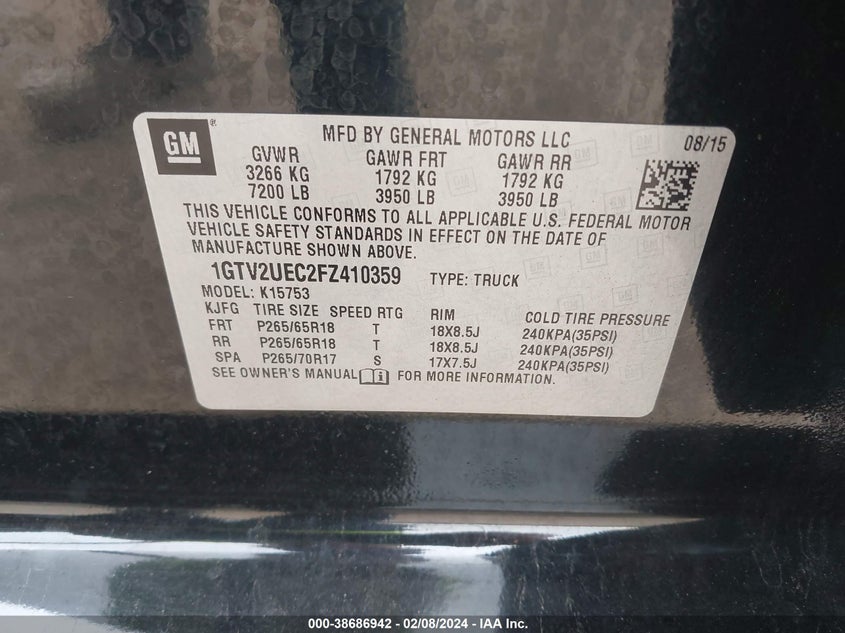 GM ® MFD BY GENERAL MOTORS LLC 08/15
GVWR GAWR FRT GAWR RR
3266 KG 1792 KG 1792 KG
7200 LB 3950 LB 3950 LB
THIS VEHICLE CONFORMS TO ALL APPLICABLE U.S. FEDERAL MOTOR
VEHICLE SAFETY STANDARDS IN EFFECT ON THE DATE OF
MANUFACTURE SHOWN ABOVE.
1GTV2UEC2FZ410359 TYPE: TRUCK
MODEL: K15753
KJFG TIRE SIZE SPEED RTG RIM COLD TIRE PRESSURE
FRT P265/65R18 T 18X8.5J 240KPA(35PSI)
RR P265/65R18 T 18X8.5J 240KPA(35PSI)
SPA P265/70R17 S 17X7.5J 240KPA(35PSI)
SEE OWNER'S MANUAL FOR MORE INFORMATION.
000-38686942 - 02/08/2024 - IAA Inc.